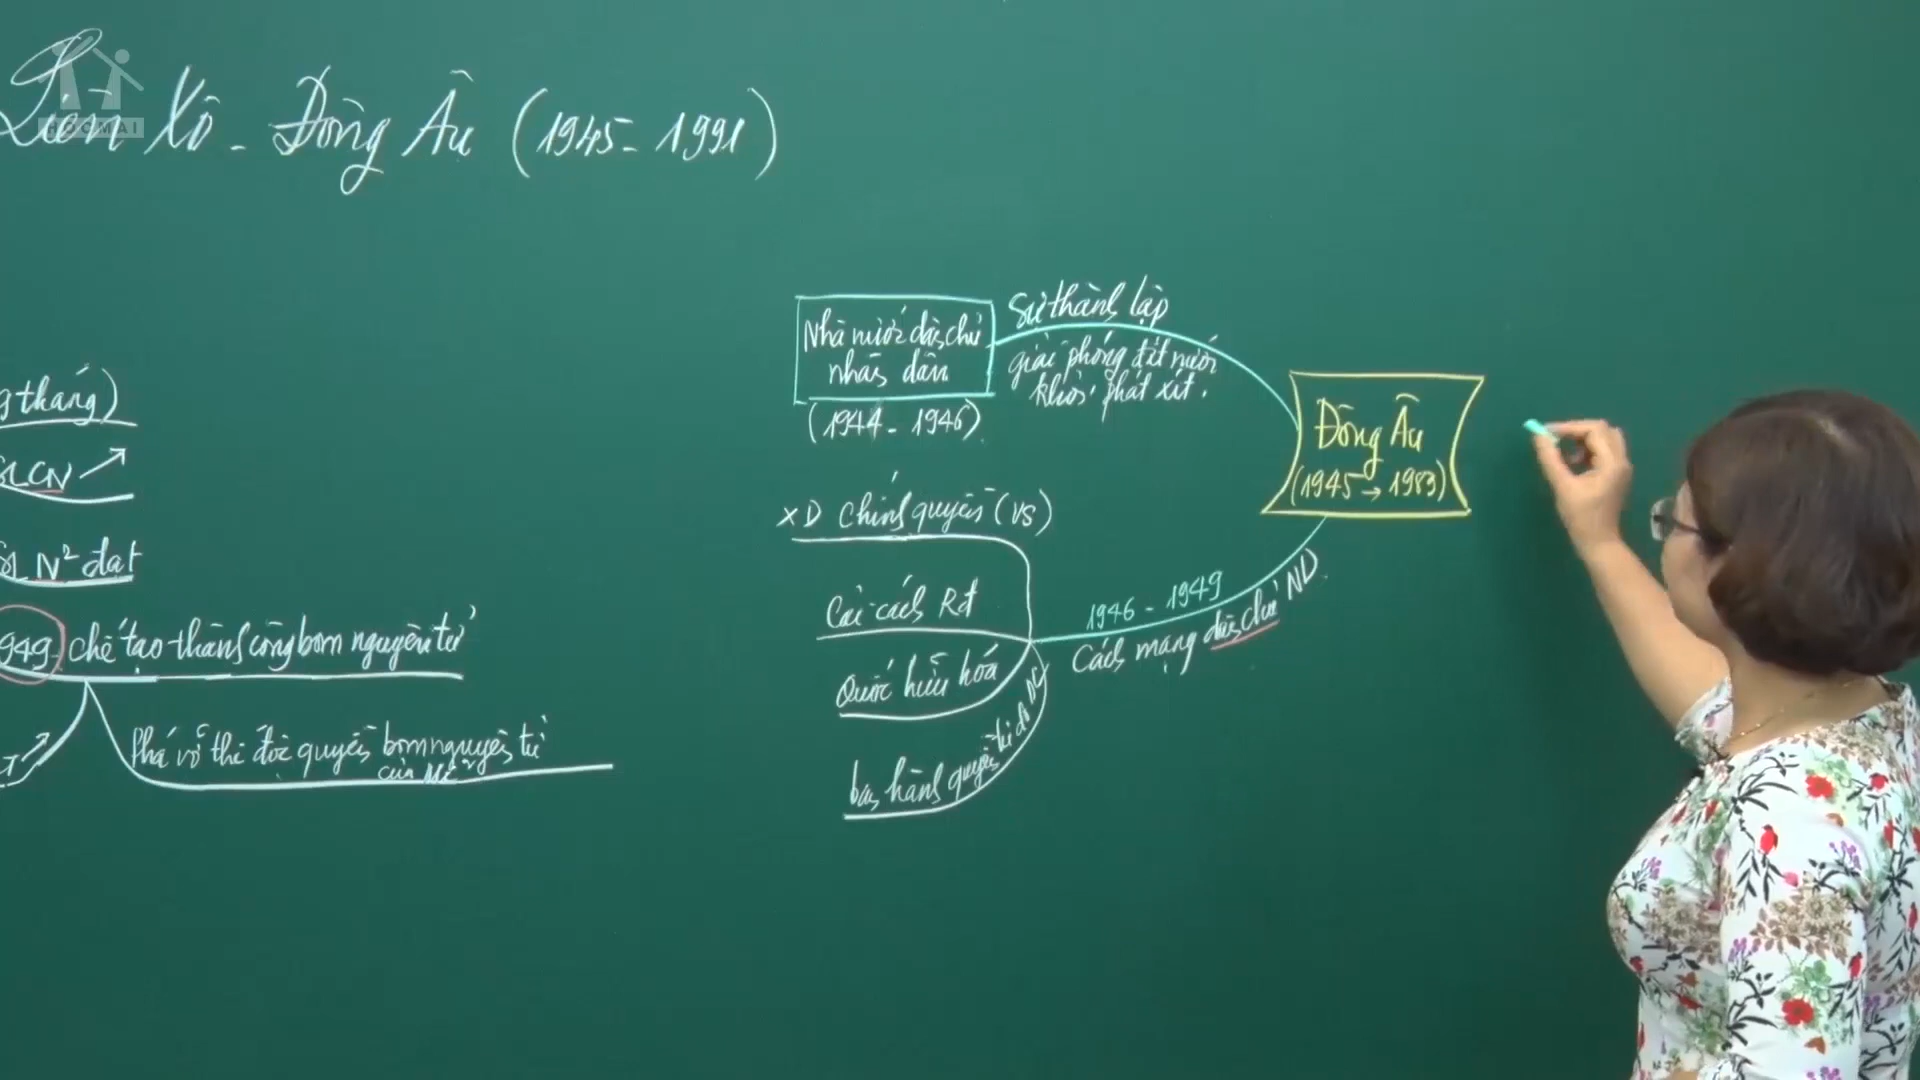 HOCMAI
Liên Xô - Đông Âu (1945 - 1991)
g tháng)
SLCN ↗
SL N² đạt
949 chế tạo thành công bom nguyên tử
Phá vỡ thế độc quyền bom nguyên tử
của Mĩ
Sự thành lập
giải phóng đất nước
khỏi phát xít.
Nhà nước dân chủ
nhân dân
(1944 - 1946).
Đông Âu
(1945 → 1983)
XD chính quyền (VS)
Cải cách Rđ
Quốc hữu hóa
ban hành quyền tự do DC
1946 - 1949
Cách mạng dân chủ ND.